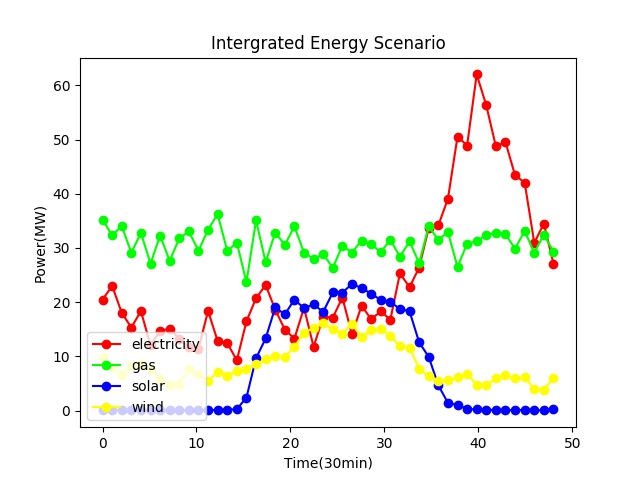 Intergrated Energy Scenario
Power(MW)
60
50
40
30
20
10
0
electricity
gas
solar
wind
0 10 20 30 40 50
Time(30min)